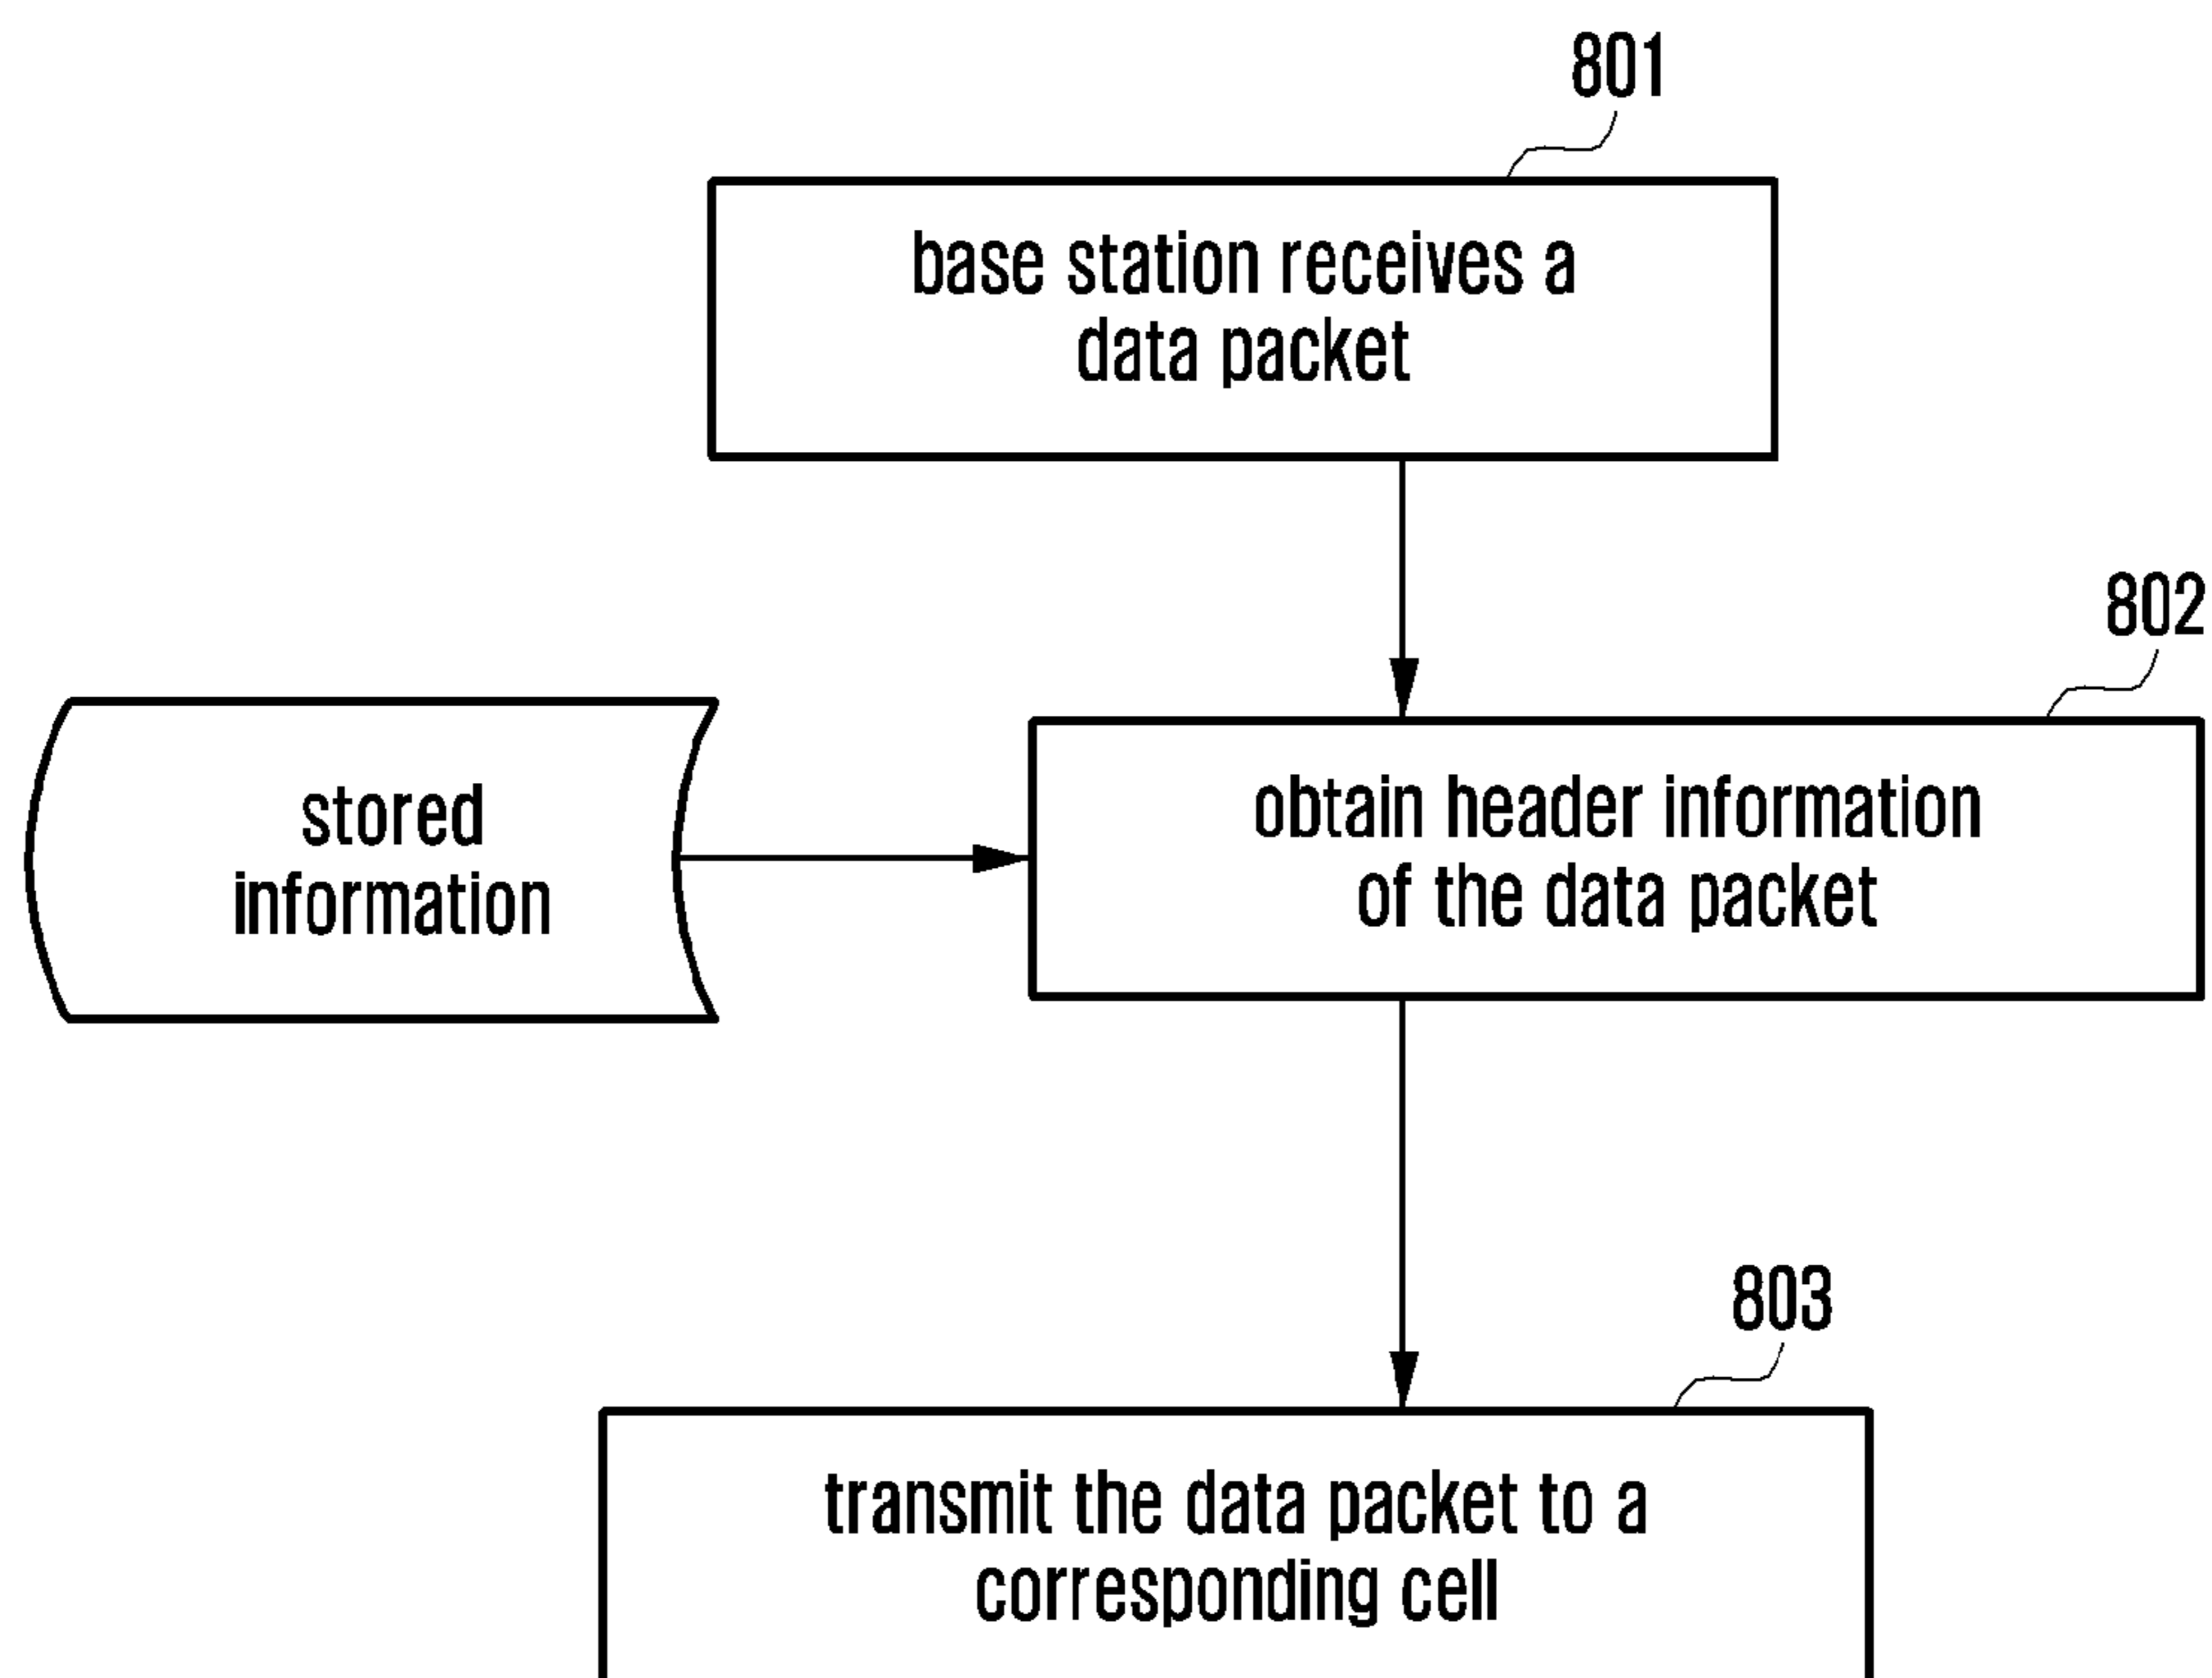 801
base station receives a
data packet
802
stored
information
obtain header information
of the data packet
803
transmit the data packet to a
corresponding cell